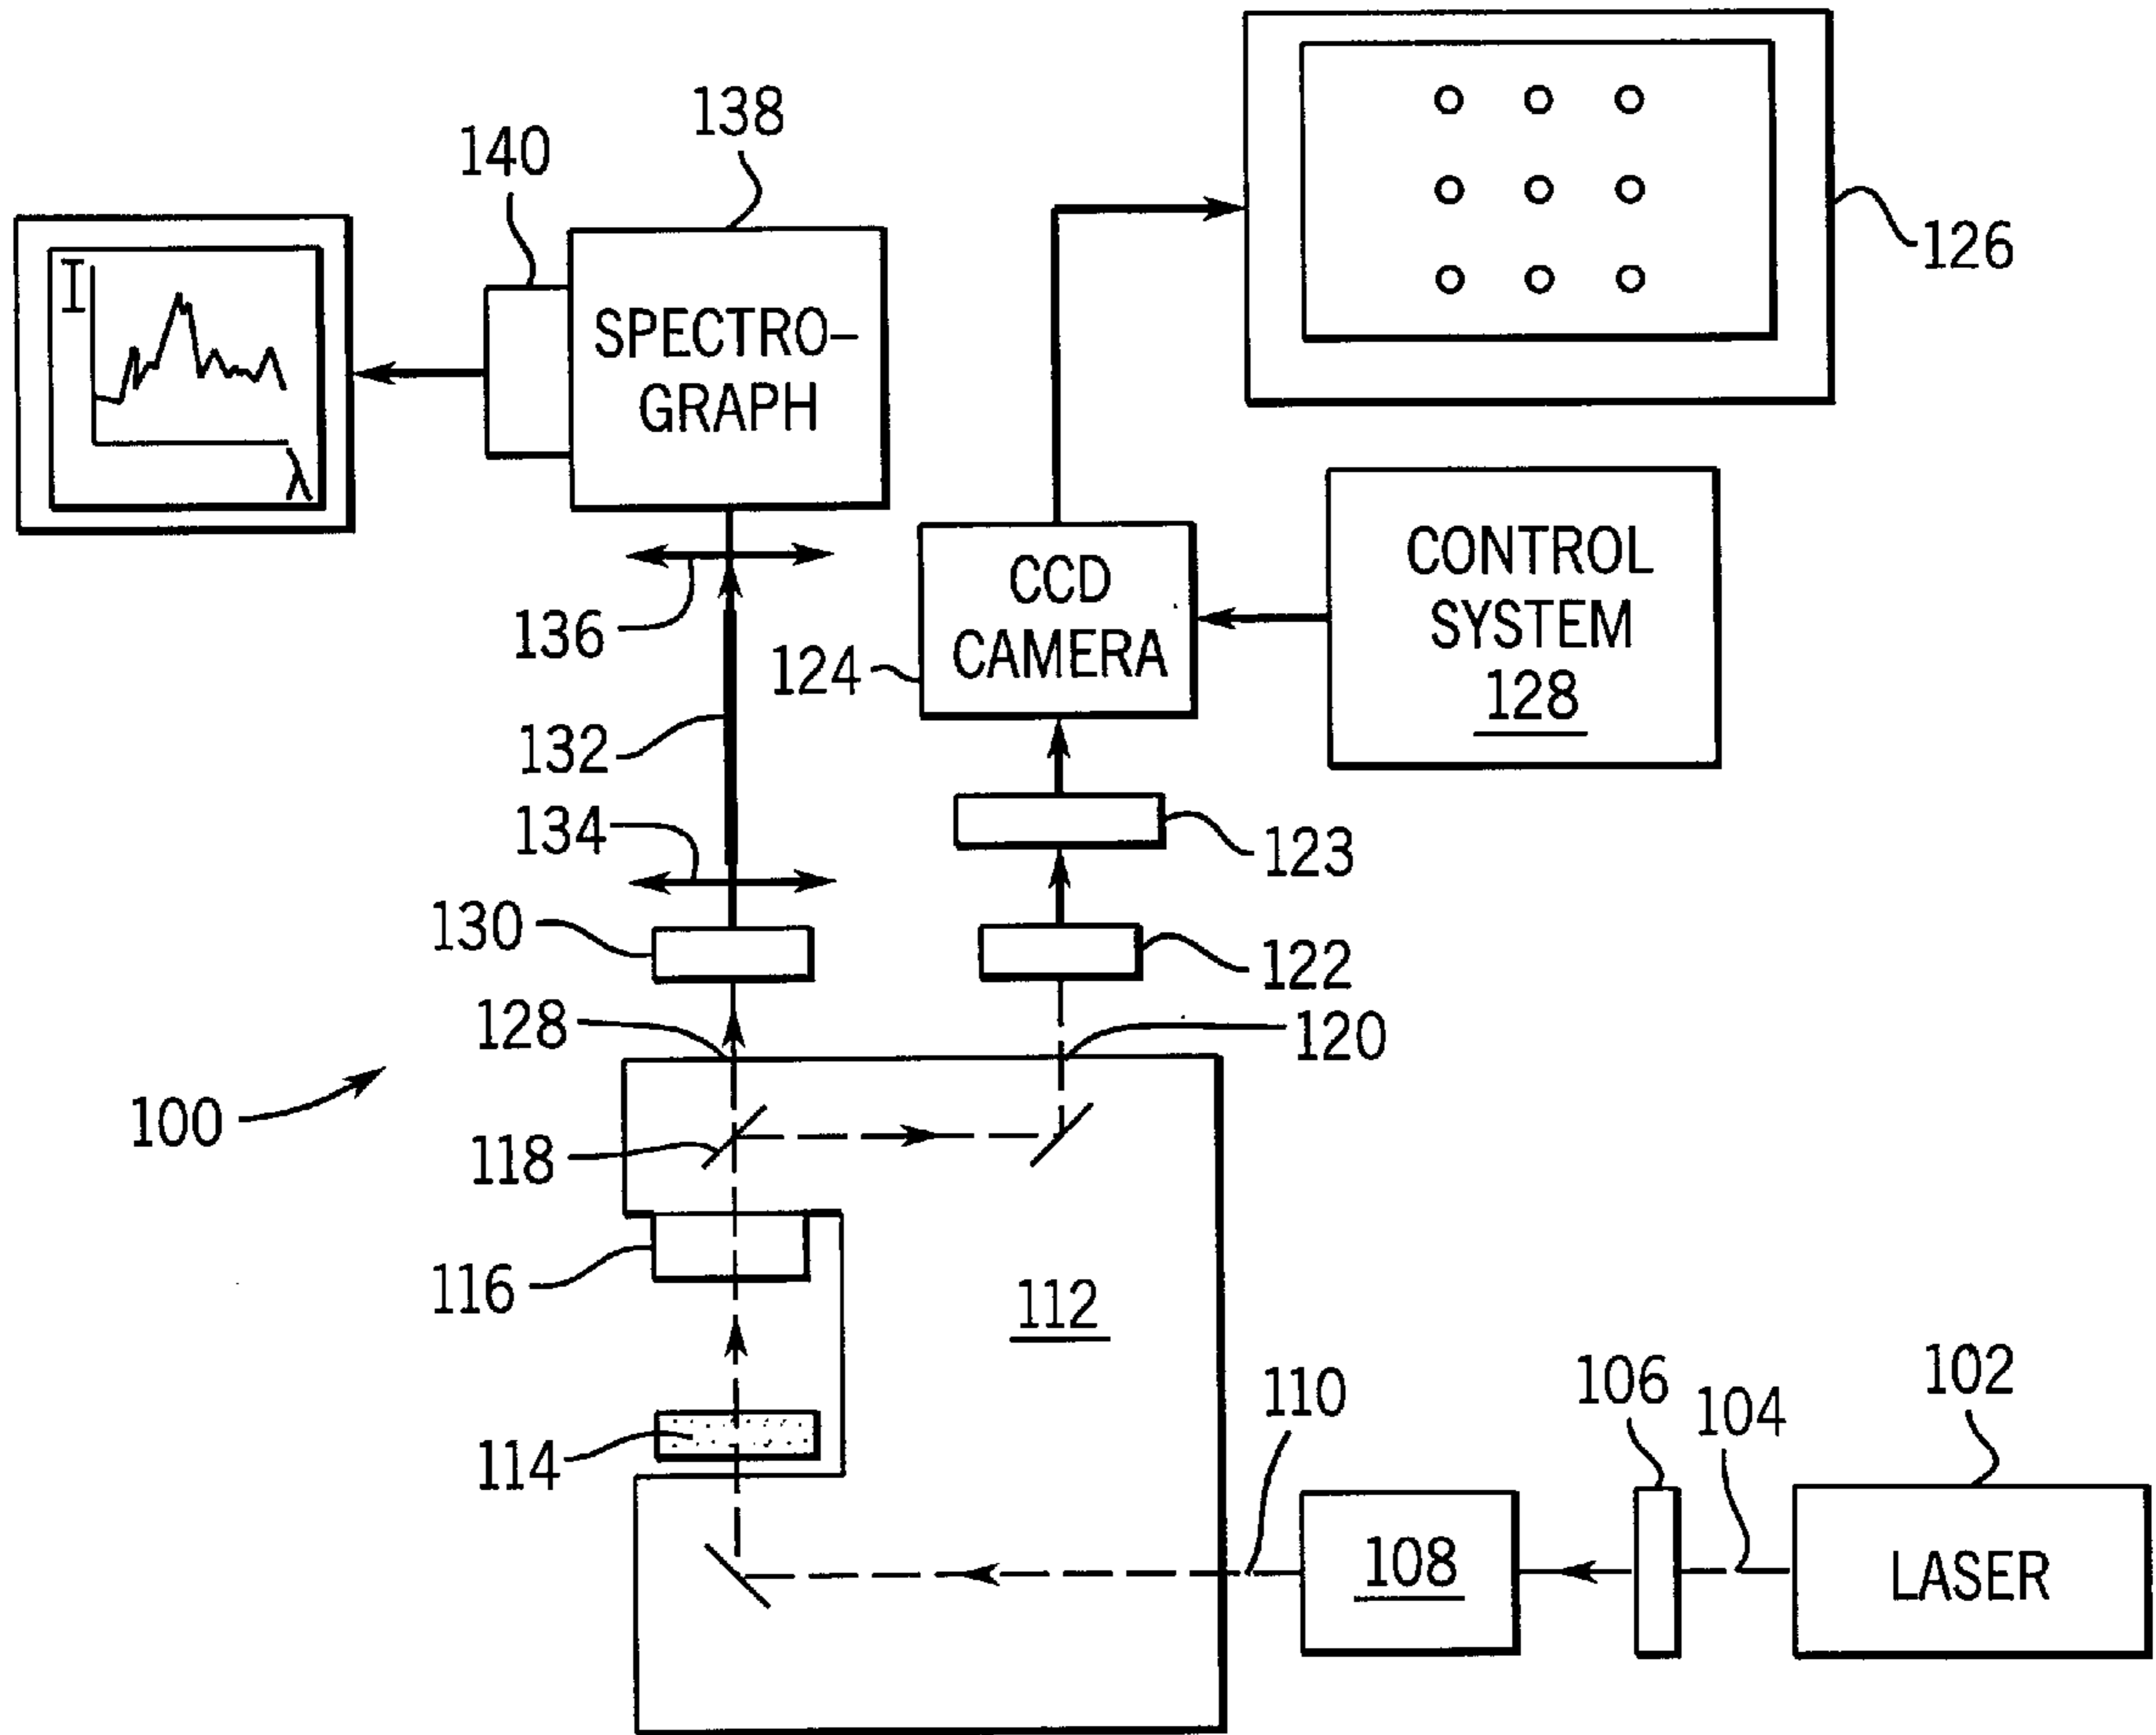 138
140
126
I
SPECTRO-
GRAPH
λ
CONTROL
SYSTEM
128
CCD
CAMERA
136
124
132
134
123
130
122
128
120
100
118
116
112
114
110
106
104
102
108
LASER